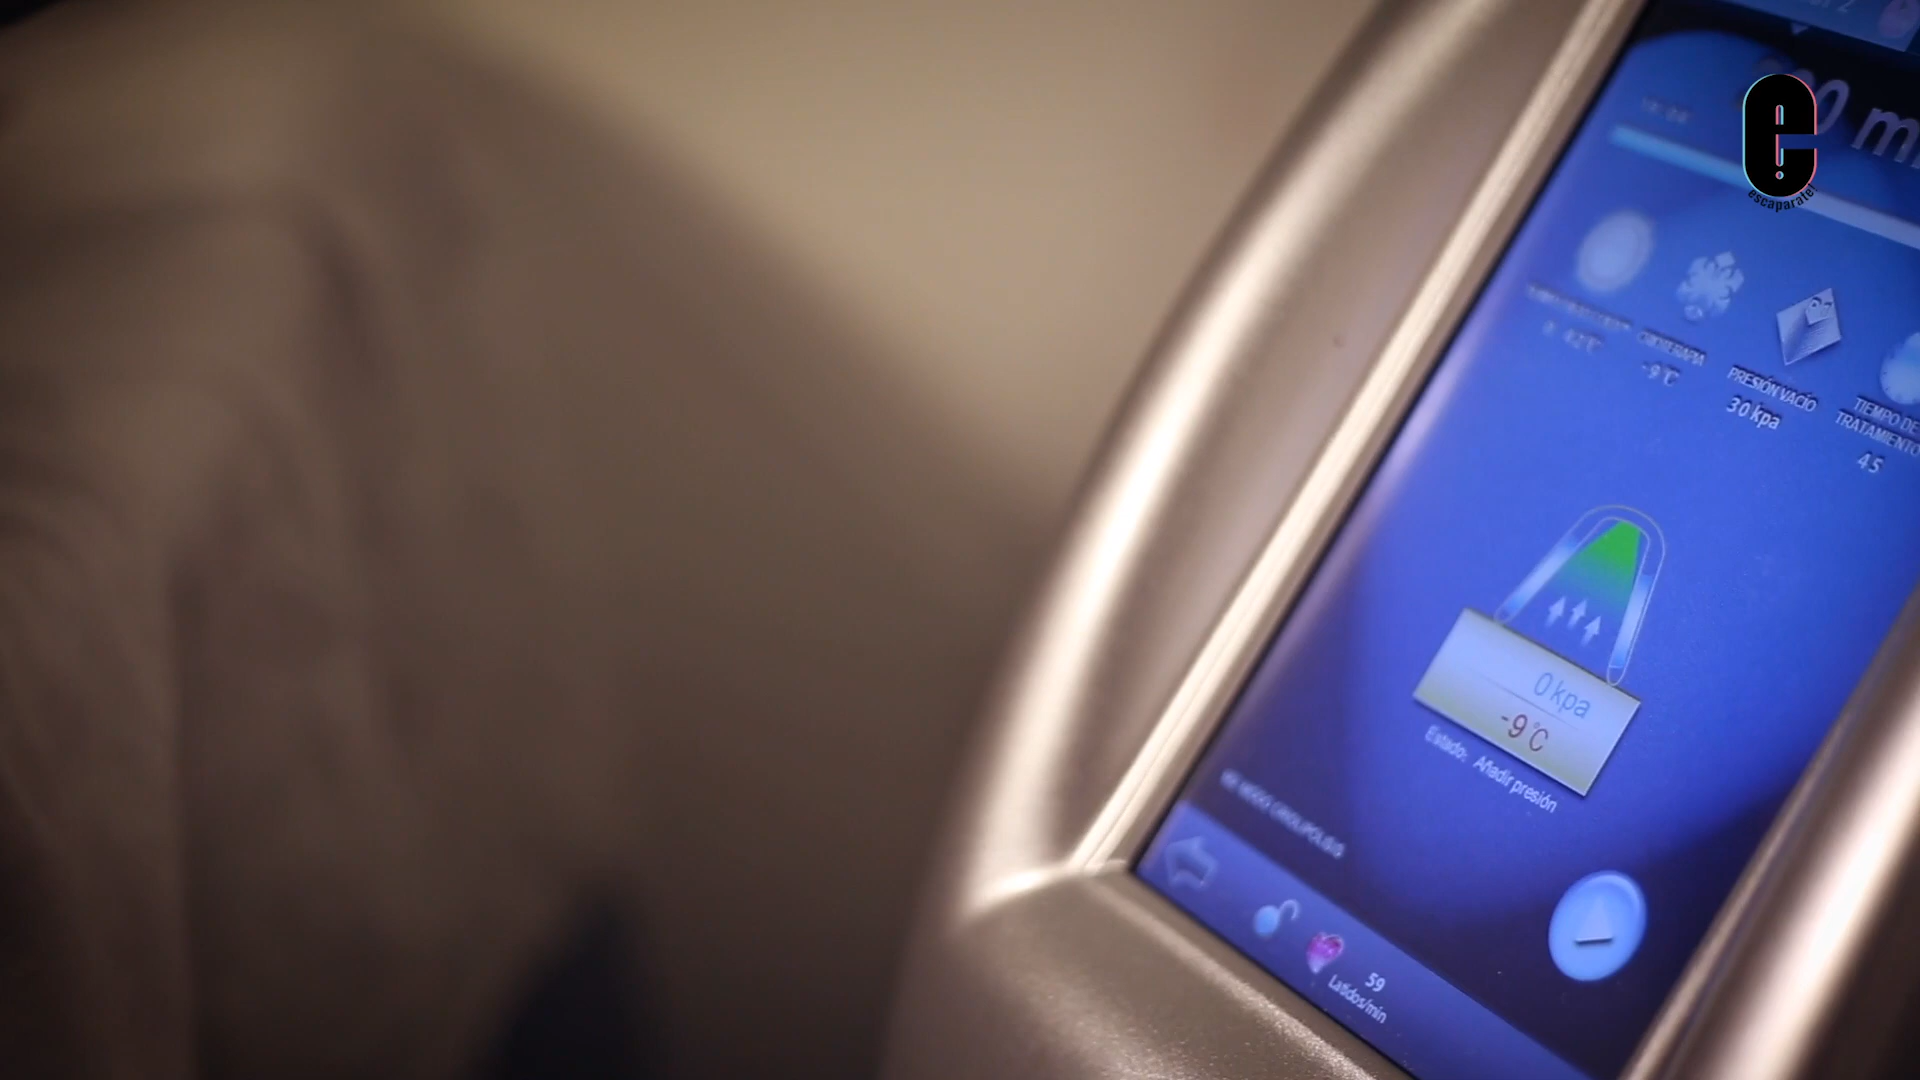 escaparate!
CRIOTERAPIA
-9°C
PRESIÓN VACÍO
30 kpa
TIEMPO DE
TRATAMIENTO
45
0 kpa
-9°C
Estado: Añadir presión
59
Latidos/min